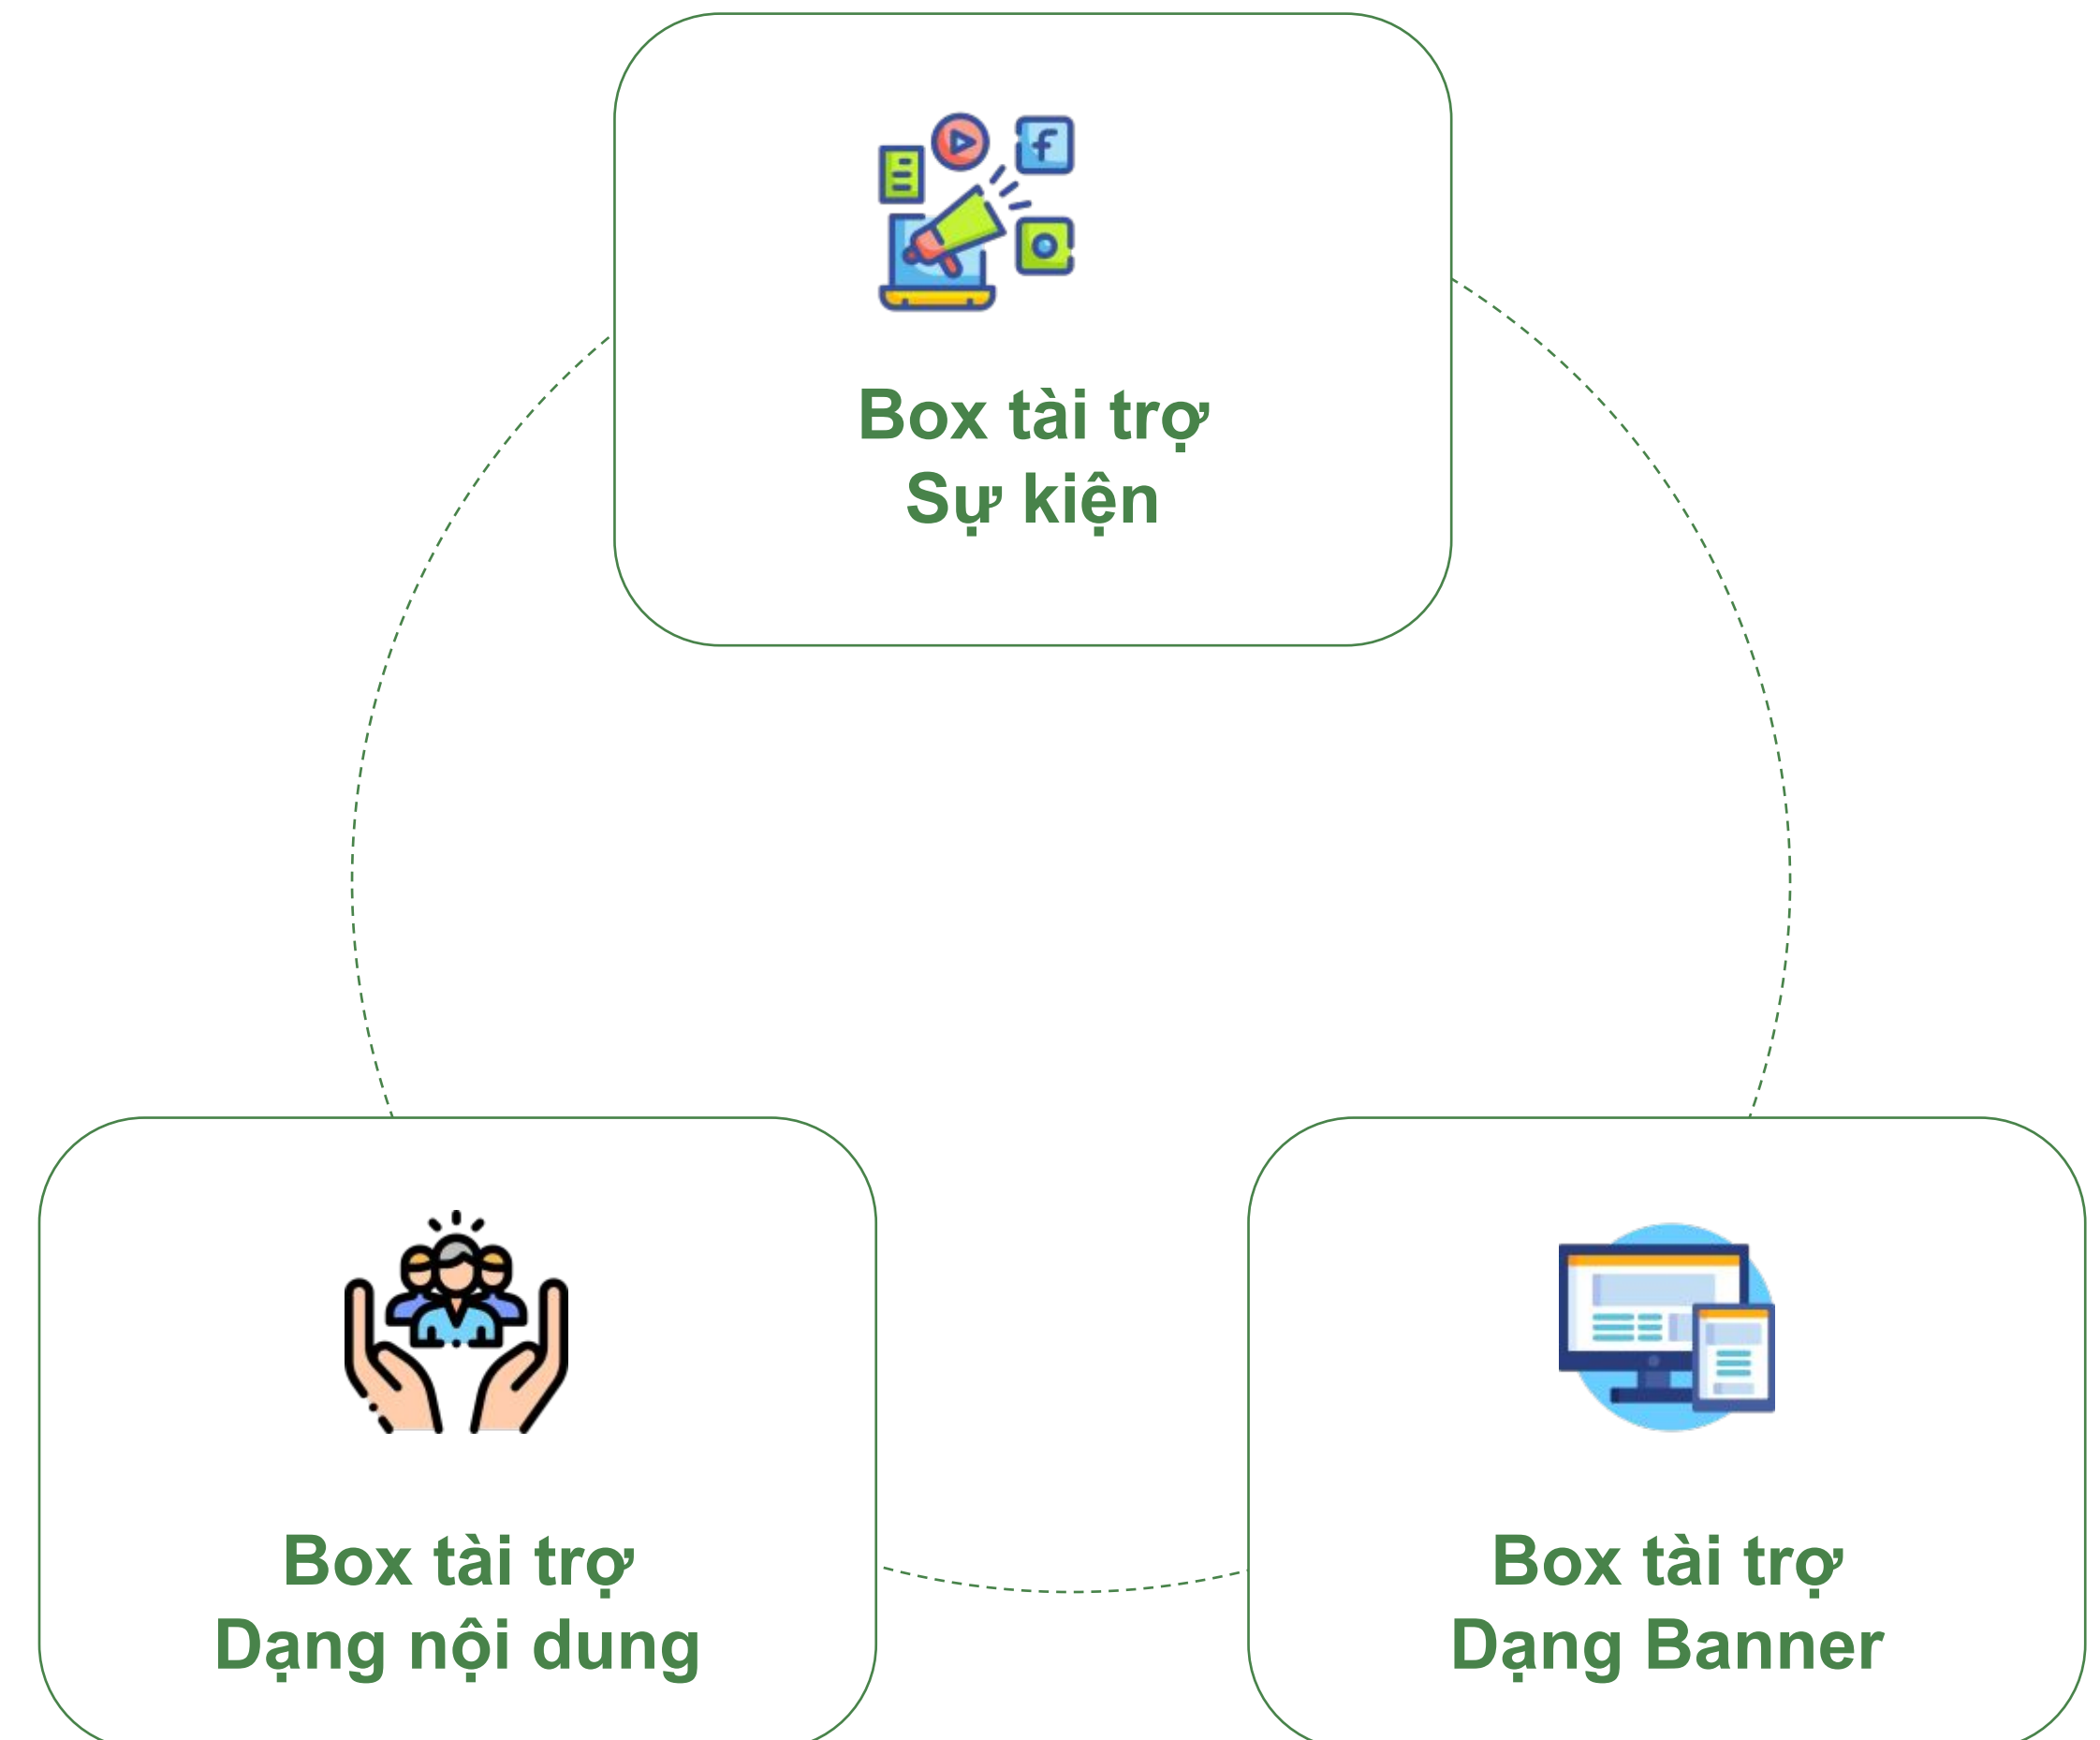 Box tài trợ
Sự kiện
Box tài trợ
Dạng nội dung
Box tài trợ
Dạng Banner